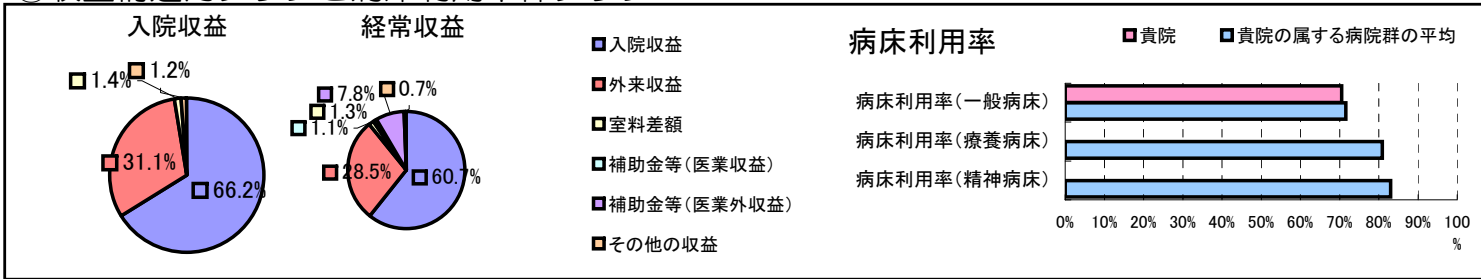 入院収益
経常収益
1.4%
1.2%
31.1%
66.2%
7.8%
0.7%
1.3%
1.1%
28.5%
60.7%
入院収益
外来収益
室料差額
補助金等(医業収益)
補助金等(医業外収益)
その他の収益
病床利用率
貴院
貴院の属する病院群の平均
病床利用率(一般病床)
病床利用率(療養病床)
病床利用率(精神病床)
0% 10% 20% 30% 40% 50% 60% 70% 80% 90% 100
%